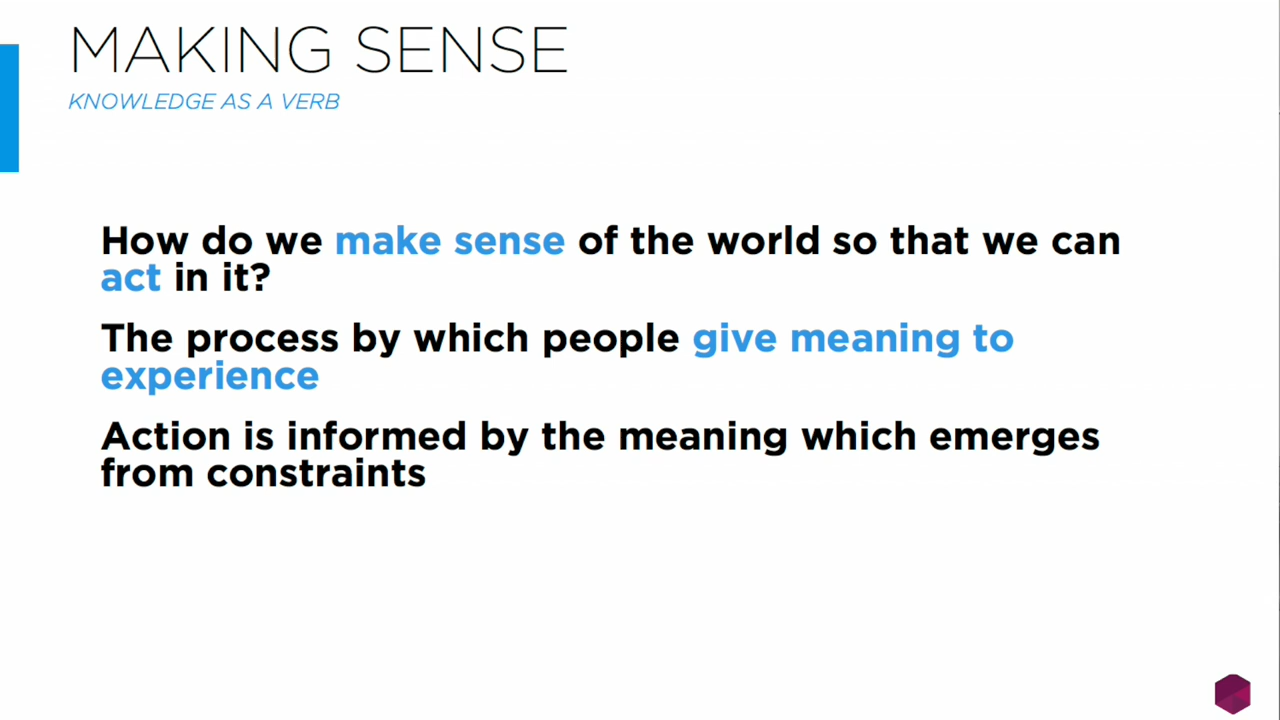 MAKING SENSE
KNOWLEDGE AS A VERB
How do we make sense of the world so that we can
act in it?
The process by which people give meaning to
experience
Action is informed by the meaning which emerges
from constraints